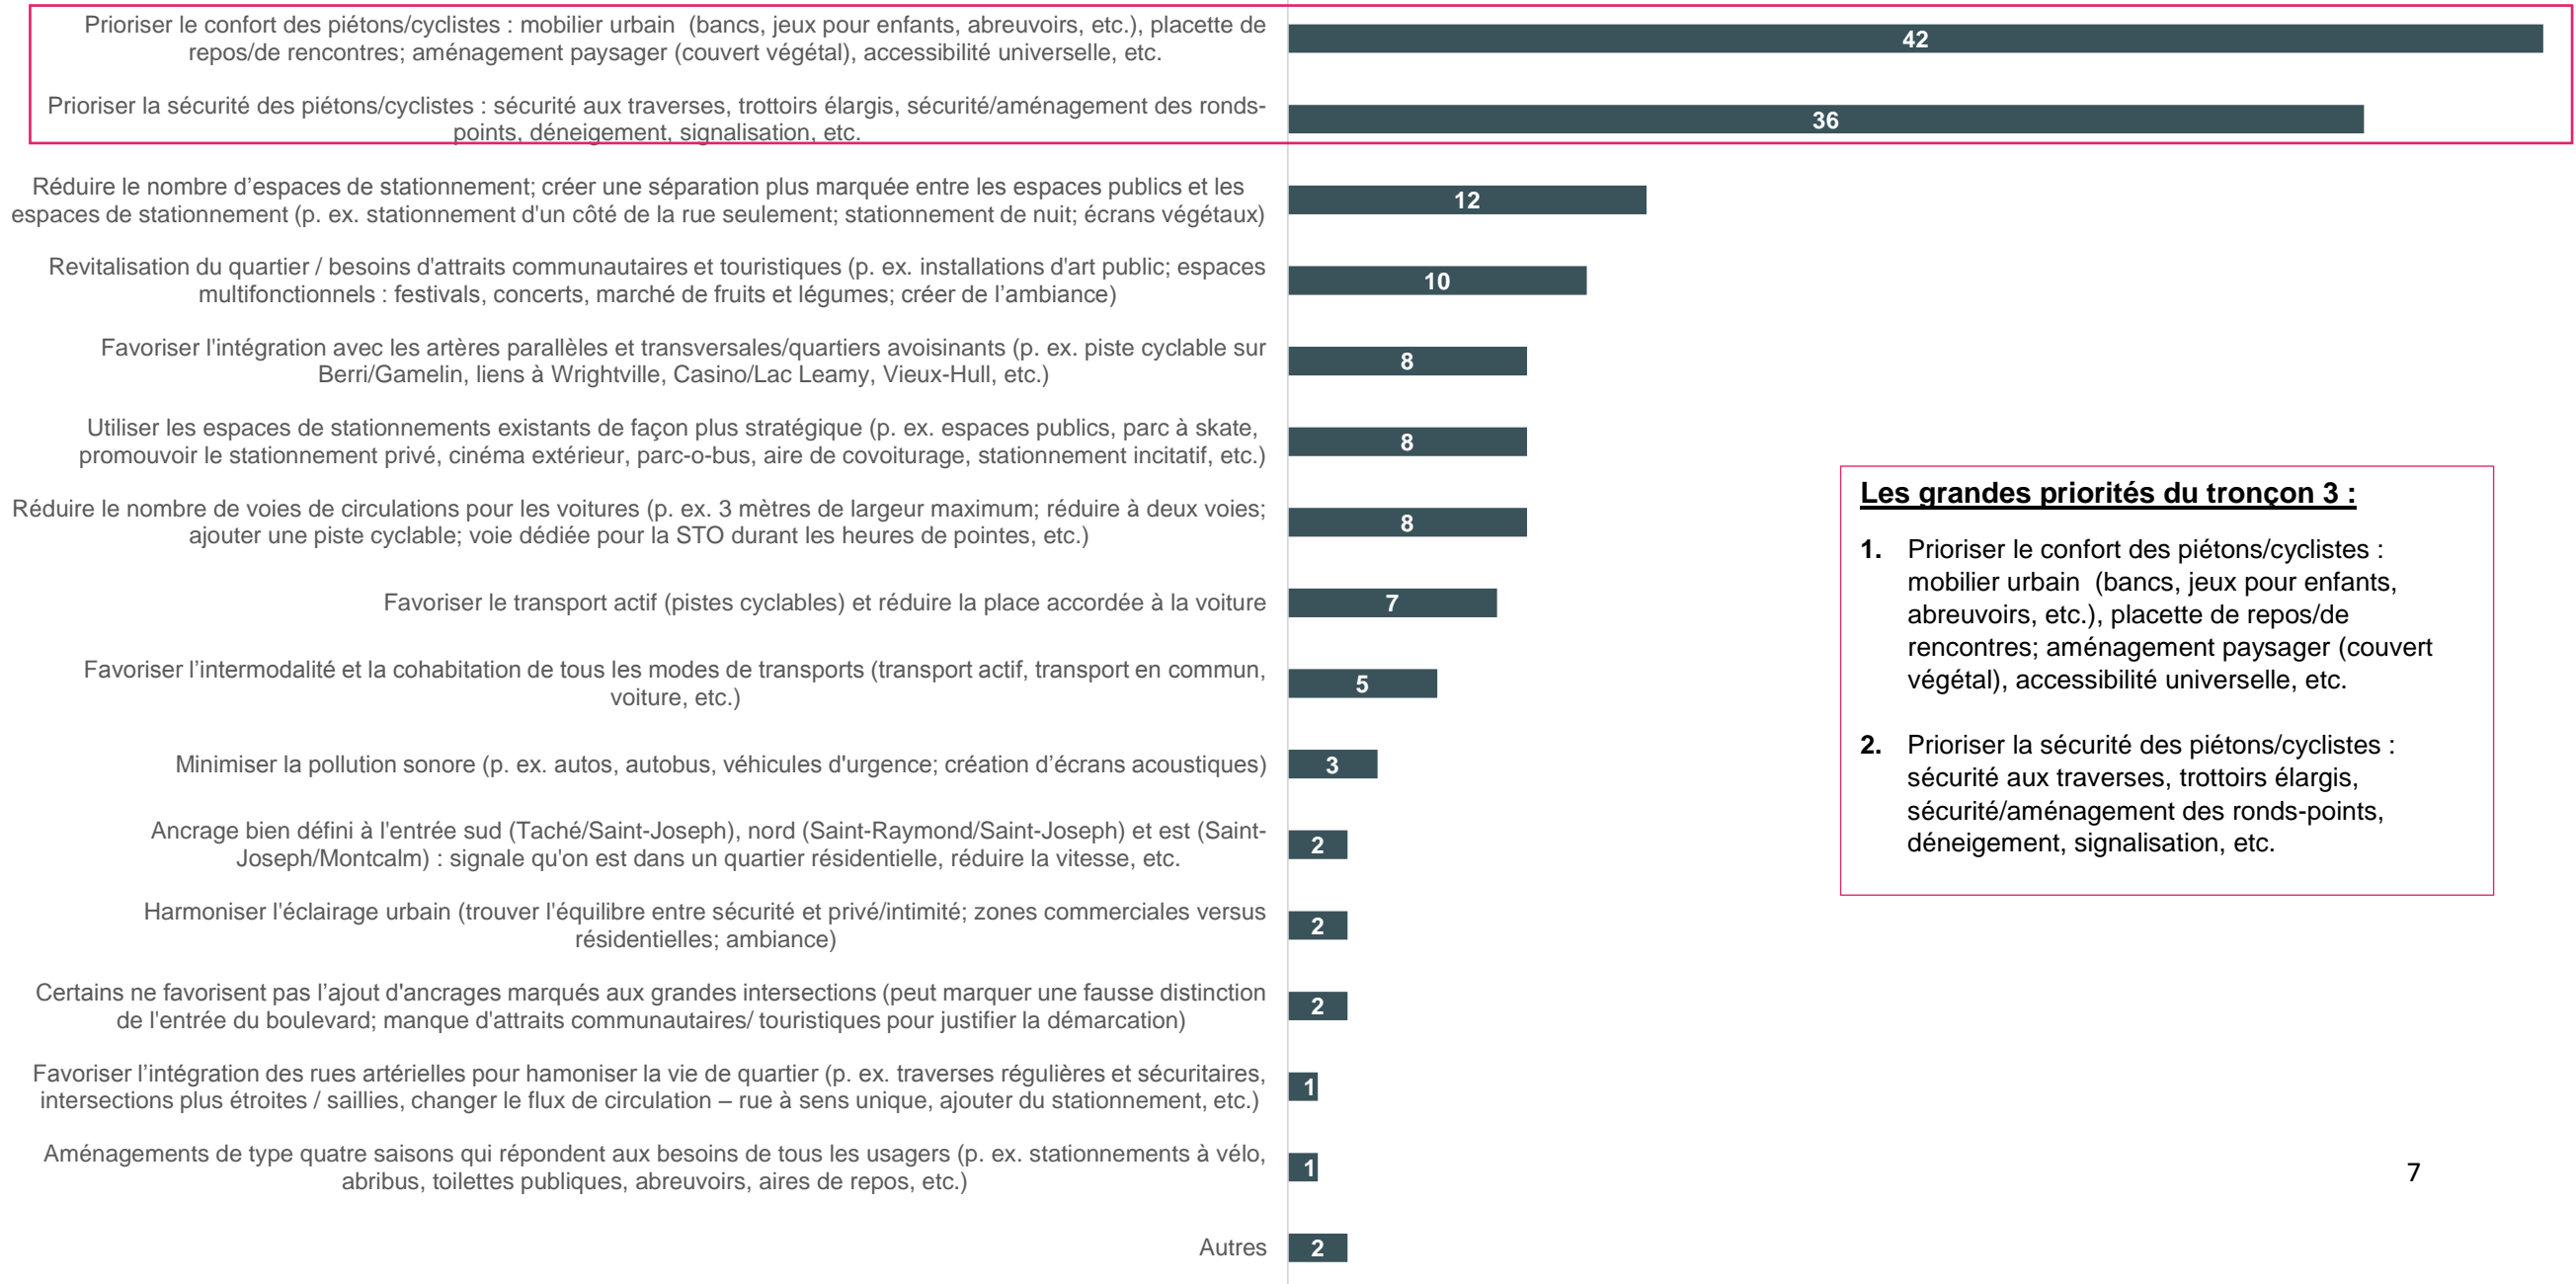 Prioriser le confort des piétons/cyclistes : mobilier urbain  (bancs, jeux pour enfants, abreuvoirs, etc.), placette de
repos/de rencontres; aménagement paysager (couvert végétal), accessibilité universelle, etc.
42
Prioriser la sécurité des piétons/cyclistes : sécurité aux traverses, trottoirs élargis, sécurité/aménagement des ronds-
points, déneigement, signalisation, etc.
36
Réduire le nombre d’espaces de stationnement; créer une séparation plus marquée entre les espaces publics et les
espaces de stationnement (p. ex. stationnement d'un côté de la rue seulement; stationnement de nuit; écrans végétaux)
12
Revitalisation du quartier / besoins d'attraits communautaires et touristiques (p. ex. installations d'art public; espaces
multifonctionnels : festivals, concerts, marché de fruits et légumes; créer de l’ambiance)
10
Favoriser l'intégration avec les artères parallèles et transversales/quartiers avoisinants (p. ex. piste cyclable sur
Berri/Gamelin, liens à Wrightville, Casino/Lac Leamy, Vieux-Hull, etc.)
8
Utiliser les espaces de stationnements existants de façon plus stratégique (p. ex. espaces publics, parc à skate,
promouvoir le stationnement privé, cinéma extérieur, parc-o-bus, aire de covoiturage, stationnement incitatif, etc.)
8
Réduire le nombre de voies de circulations pour les voitures (p. ex. 3 mètres de largeur maximum; réduire à deux voies;
ajouter une piste cyclable; voie dédiée pour la STO durant les heures de pointes, etc.)
8
Favoriser le transport actif (pistes cyclables) et réduire la place accordée à la voiture
7
Favoriser l’intermodalité et la cohabitation de tous les modes de transports (transport actif, transport en commun,
voiture, etc.)
5
Minimiser la pollution sonore (p. ex. autos, autobus, véhicules d'urgence; création d’écrans acoustiques)
3
Ancrage bien défini à l'entrée sud (Taché/Saint-Joseph), nord (Saint-Raymond/Saint-Joseph) et est (Saint-
Joseph/Montcalm) : signale qu'on est dans un quartier résidentielle, réduire la vitesse, etc.
2
Harmoniser l'éclairage urbain (trouver l'équilibre entre sécurité et privé/intimité; zones commerciales versus
résidentielles; ambiance)
2
Certains ne favorisent pas l’ajout d'ancrages marqués aux grandes intersections (peut marquer une fausse distinction
de l'entrée du boulevard; manque d'attraits communautaires/ touristiques pour justifier la démarcation)
2
Favoriser l’intégration des rues artérielles pour hamoniser la vie de quartier (p. ex. traverses régulières et sécuritaires,
intersections plus étroites / saillies, changer le flux de circulation – rue à sens unique, ajouter du stationnement, etc.)
1
Aménagements de type quatre saisons qui répondent aux besoins de tous les usagers (p. ex. stationnements à vélo,
abribus, toilettes publiques, abreuvoirs, aires de repos, etc.)
1
Autres
2
Les grandes priorités du tronçon 3 :
1. Prioriser le confort des piétons/cyclistes :
mobilier urbain  (bancs, jeux pour enfants,
abreuvoirs, etc.), placette de repos/de
rencontres; aménagement paysager (couvert
végétal), accessibilité universelle, etc.
2. Prioriser la sécurité des piétons/cyclistes :
sécurité aux traverses, trottoirs élargis,
sécurité/aménagement des ronds-points,
déneigement, signalisation, etc.
7